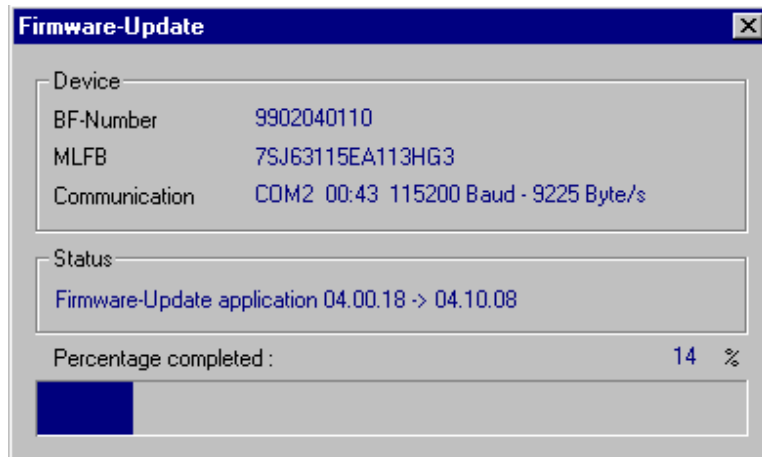 Firmware-Update
Device
BF-Number 9902040110
MLFB 7SJ63115EA113HG3
Communication COM2 00:43 115200 Baud - 9225 Byte/s
Status
Firmware-Update application 04.00.18 -> 04.10.08
Percentage completed : 14 %